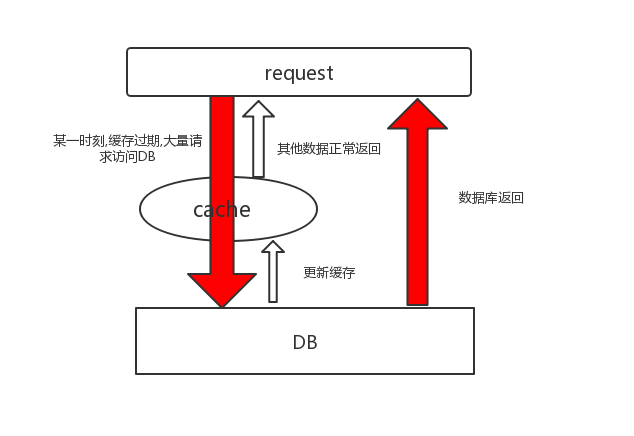 request
某一时刻,缓存过期,大量请
求访问DB
其他数据正常返回
数据库返回
cache
更新缓存
DB